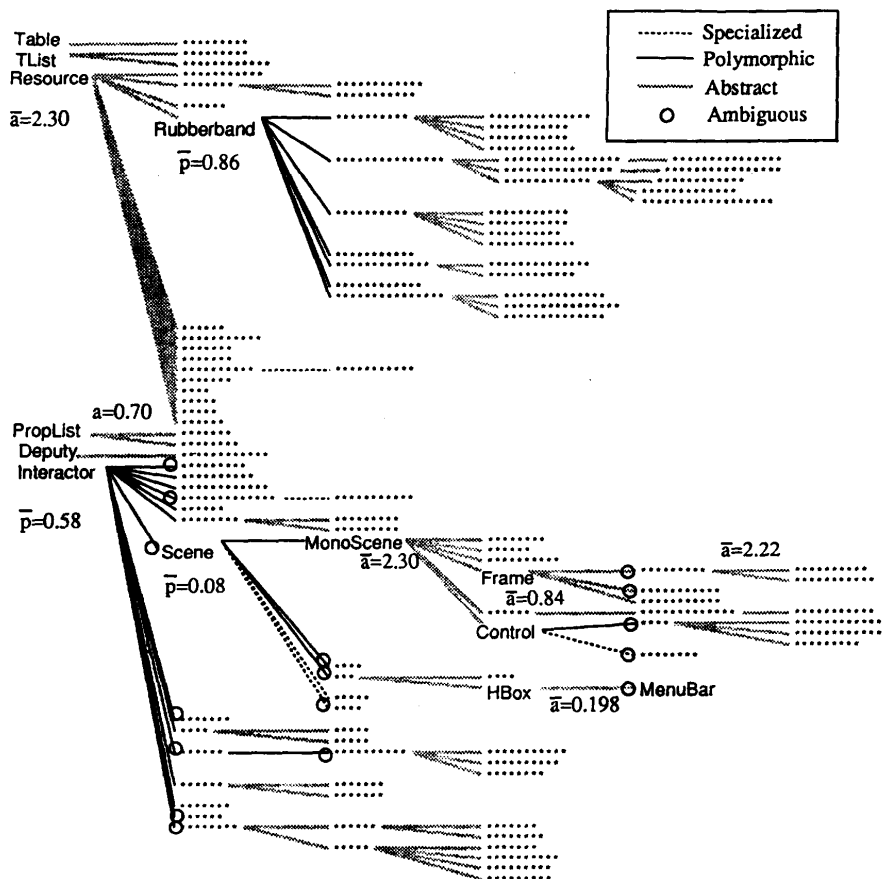 Table
TList
Resource
a̅=2.30
Rubberband
p̅=0.86
Specialized
Polymorphic
Abstract
Ambiguous
a=0.70
PropList
Deputy
Interactor
p̅=0.58
Scene
p̅=0.08
MonoScene
a̅=2.30
Frame
a̅=0.84
a̅=2.22
Control
HBox
a̅=0.198
MenuBar